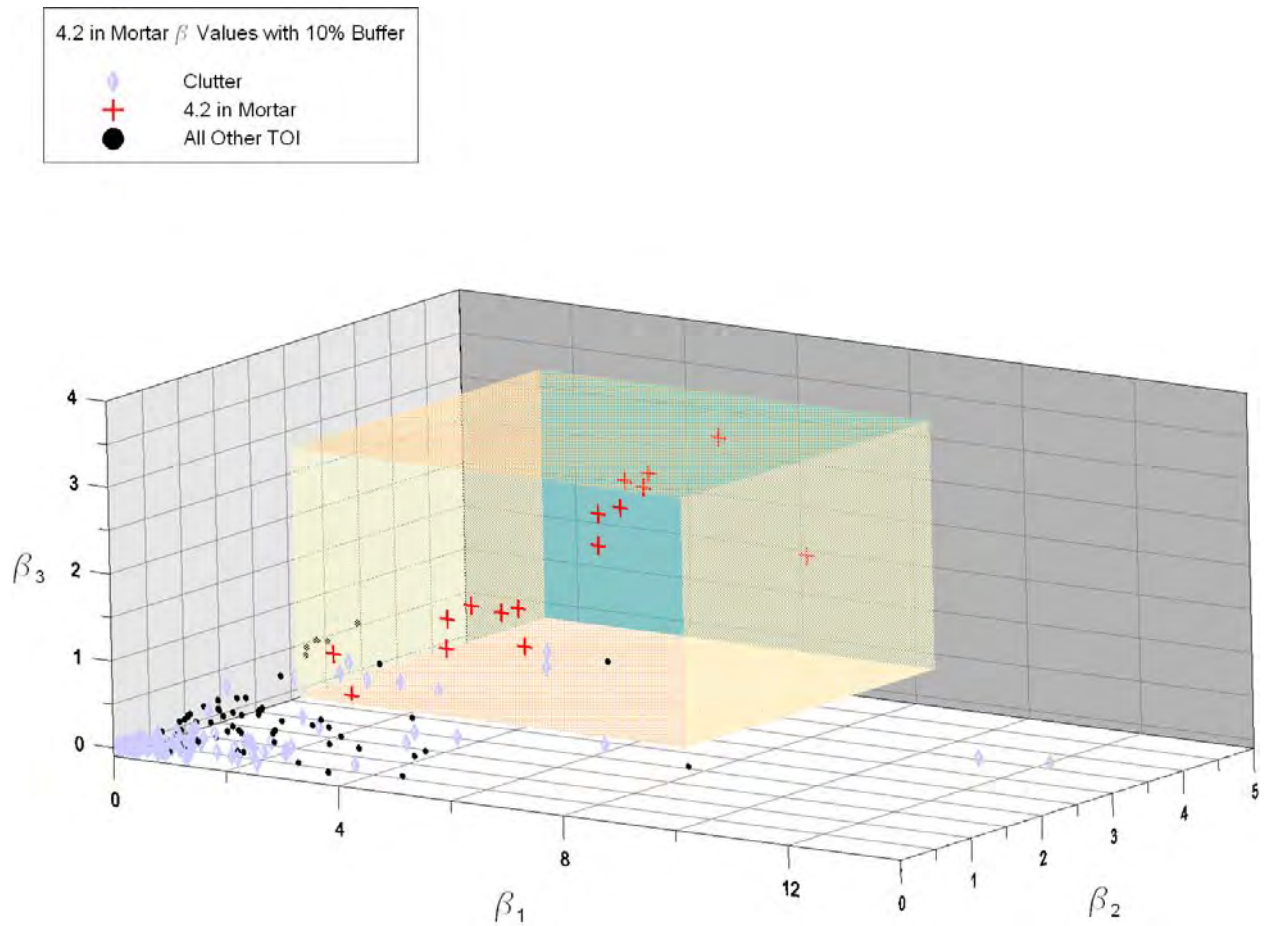 4.2 in Mortar β Values with 10% Buffer
Clutter
4.2 in Mortar
All Other TOI
4
3
2
1
0
β3
0
4
8
12
β1
0
1
2
3
4
5
β2